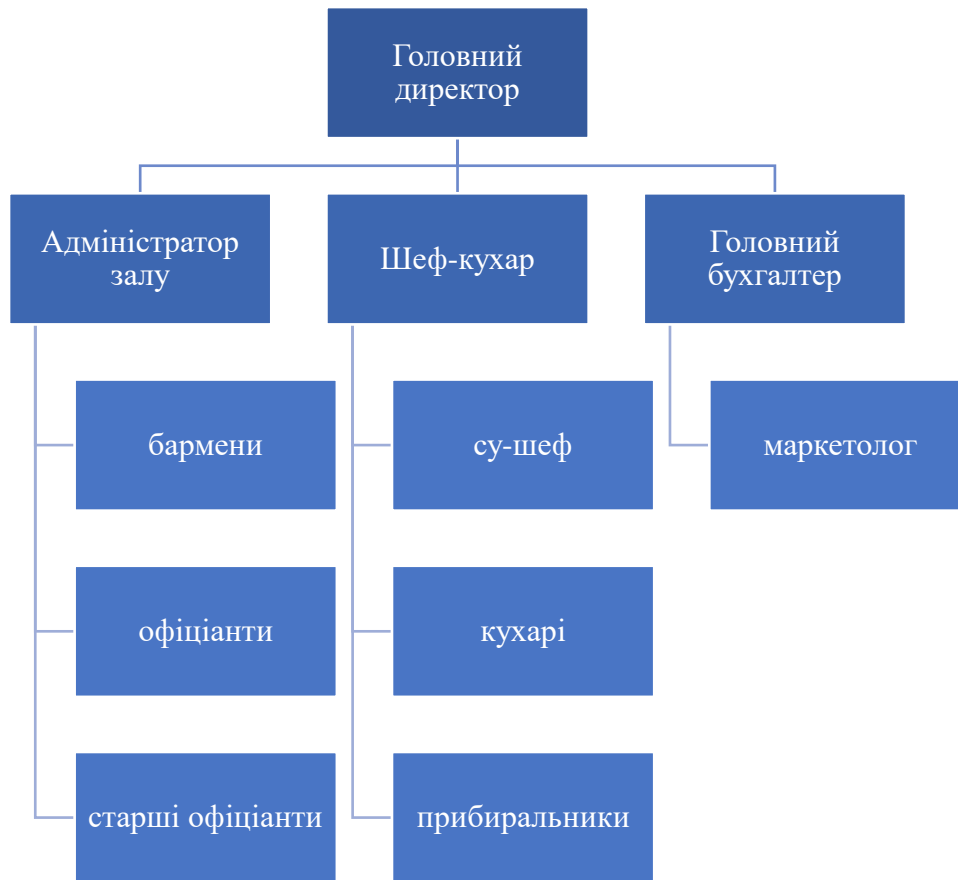 Головний
директор
Адміністратор
залу
Шеф-кухар
Головний
бухгалтер
бармени
су-шеф
маркетолог
офіціанти
кухарі
старші офіціанти
прибиральники